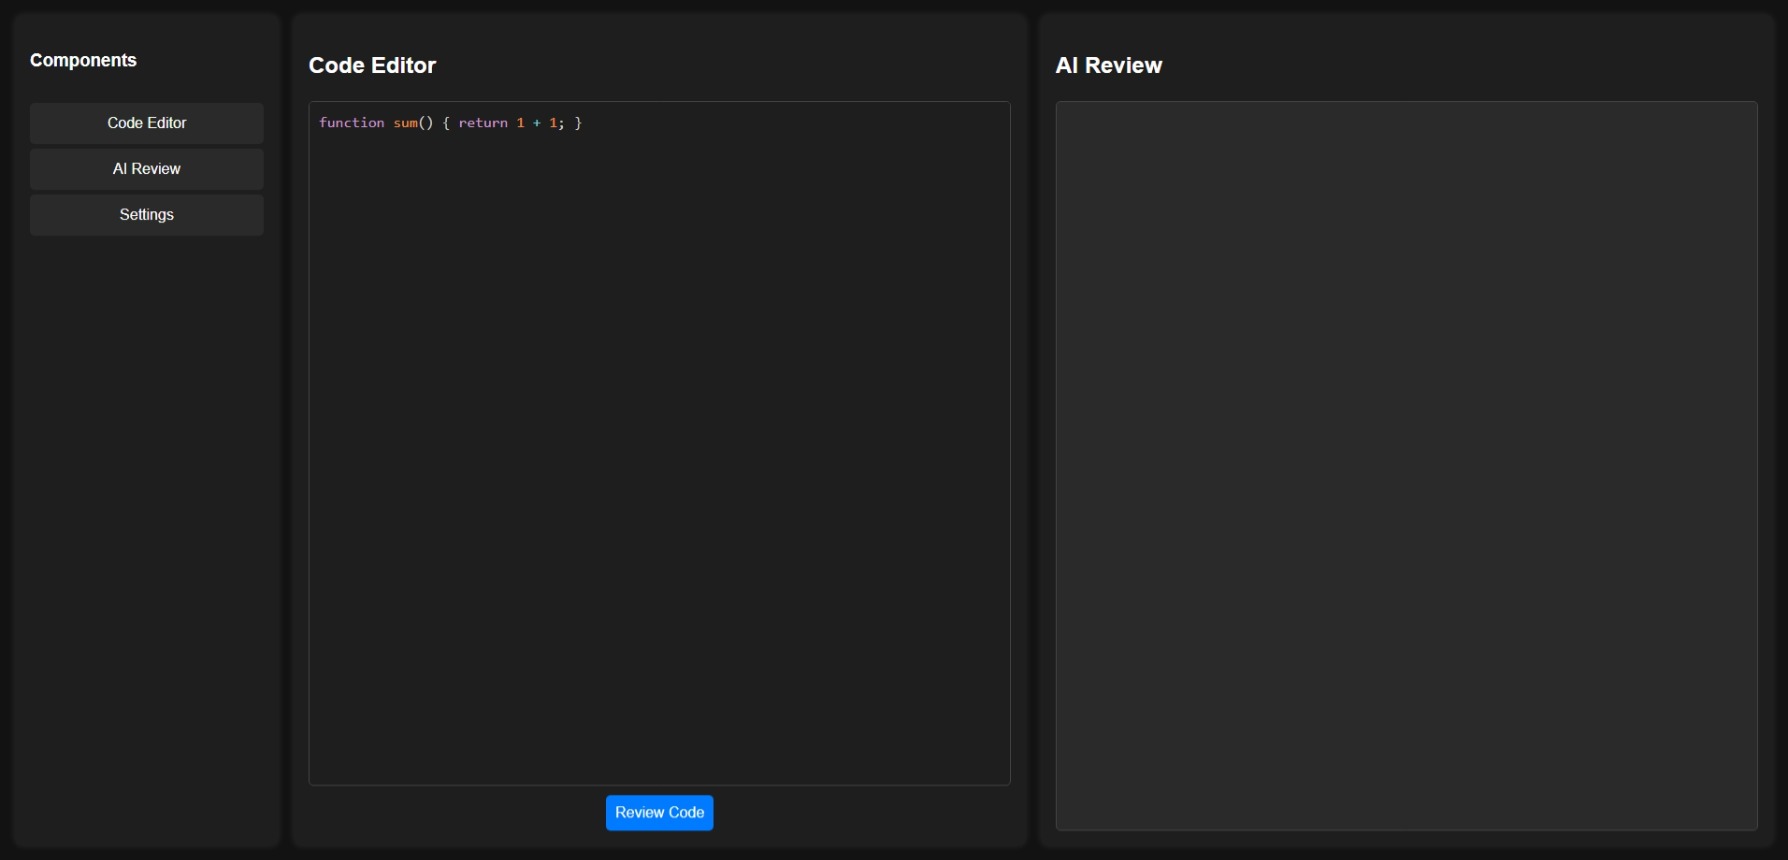 Components
Code Editor
AI Review
Settings
Code Editor
function sum() { return 1 + 1; }
Review Code
AI Review